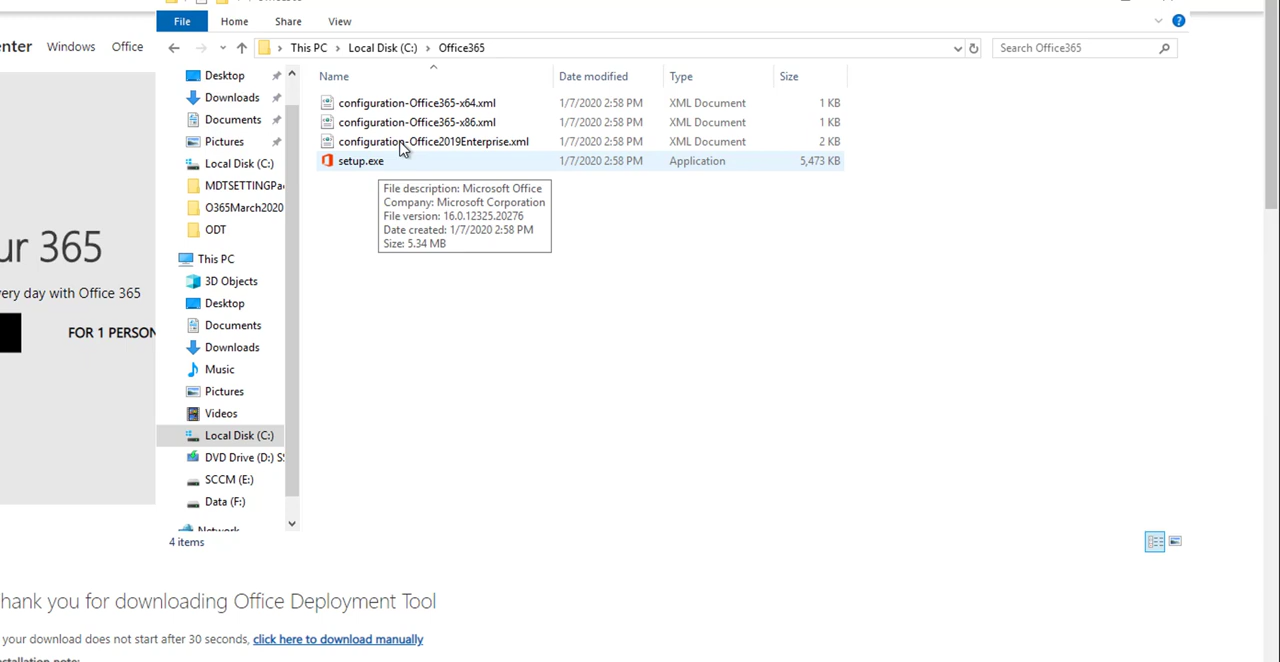 File Home Share View
enter Windows Office
This PC > Local Disk (C:) > Office365
Search Office365
Name Date modified Type Size
configuration-Office365-x64.xml 1/7/2020 2:58 PM XML Document 1 KB
configuration-Office365-x86.xml 1/7/2020 2:58 PM XML Document 1 KB
configuration-Office2019Enterprise.xml 1/7/2020 2:58 PM XML Document 2 KB
setup.exe 1/7/2020 2:58 PM Application 5,473 KB
File description: Microsoft Office
Company: Microsoft Corporation
File version: 16.0.12325.20276
Date created: 1/7/2020 2:58 PM
Size: 5.34 MB
Desktop
Downloads
Documents
Pictures
Local Disk (C:)
MDTSETTINGPa
O365March2020
ODT
This PC
3D Objects
Desktop
Documents
Downloads
Music
Pictures
Videos
Local Disk (C:)
DVD Drive (D:) S
SCCM (E:)
Data (F:)
Network
4 items
ur 365
very day with Office 365
FOR 1 PERSON
hank you for downloading Office Deployment Tool
your download does not start after 30 seconds, click here to download manually